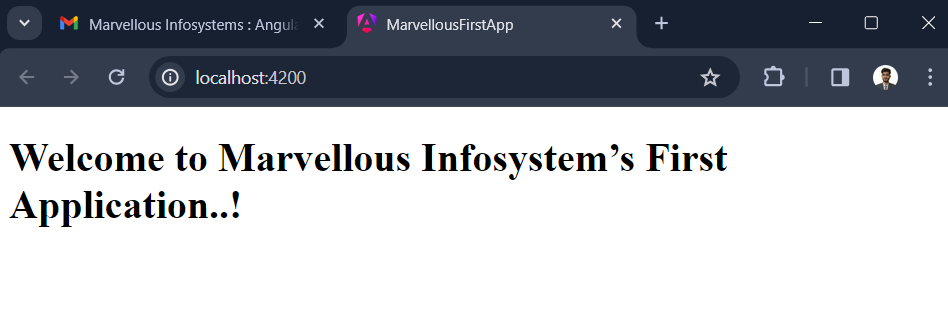 Marvellous Infosystems : Angula
MarvellousFirstApp
localhost:4200
Welcome to Marvellous Infosystem’s First
Application..!